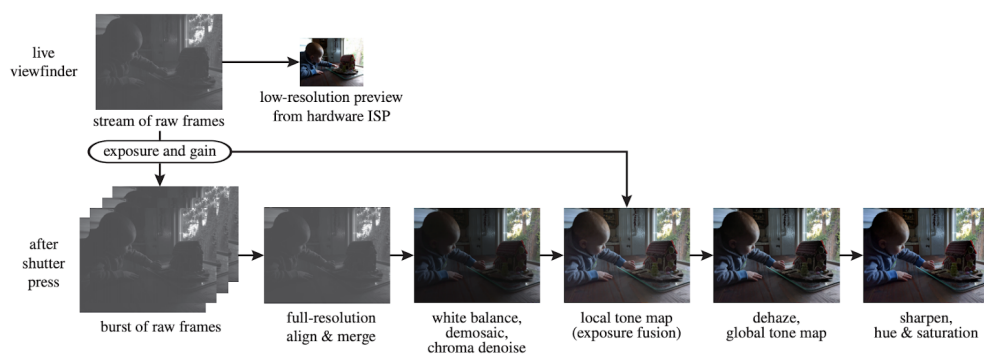 live
viewfinder
stream of raw frames
low-resolution preview
from hardware ISP
exposure and gain
after
shutter
press
burst of raw frames
full-resolution
align & merge
white balance,
demosaic,
chroma denoise
local tone map
(exposure fusion)
dehaze,
global tone map
sharpen,
hue & saturation